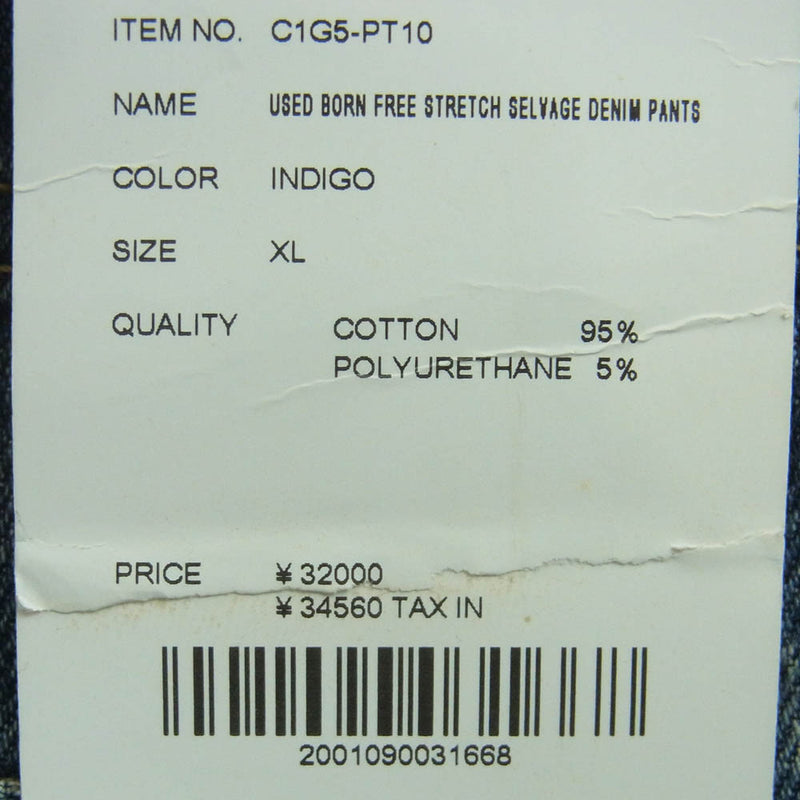 ITEM NO. C1G5-PT10
NAME USED BORN FREE STRETCH SELVAGE DENIM PANTS
COLOR INDIGO
SIZE XL
QUALITY COTTON 95%
POLYURETHANE 5%
PRICE ¥32000
¥34560 TAX IN
2001090031668